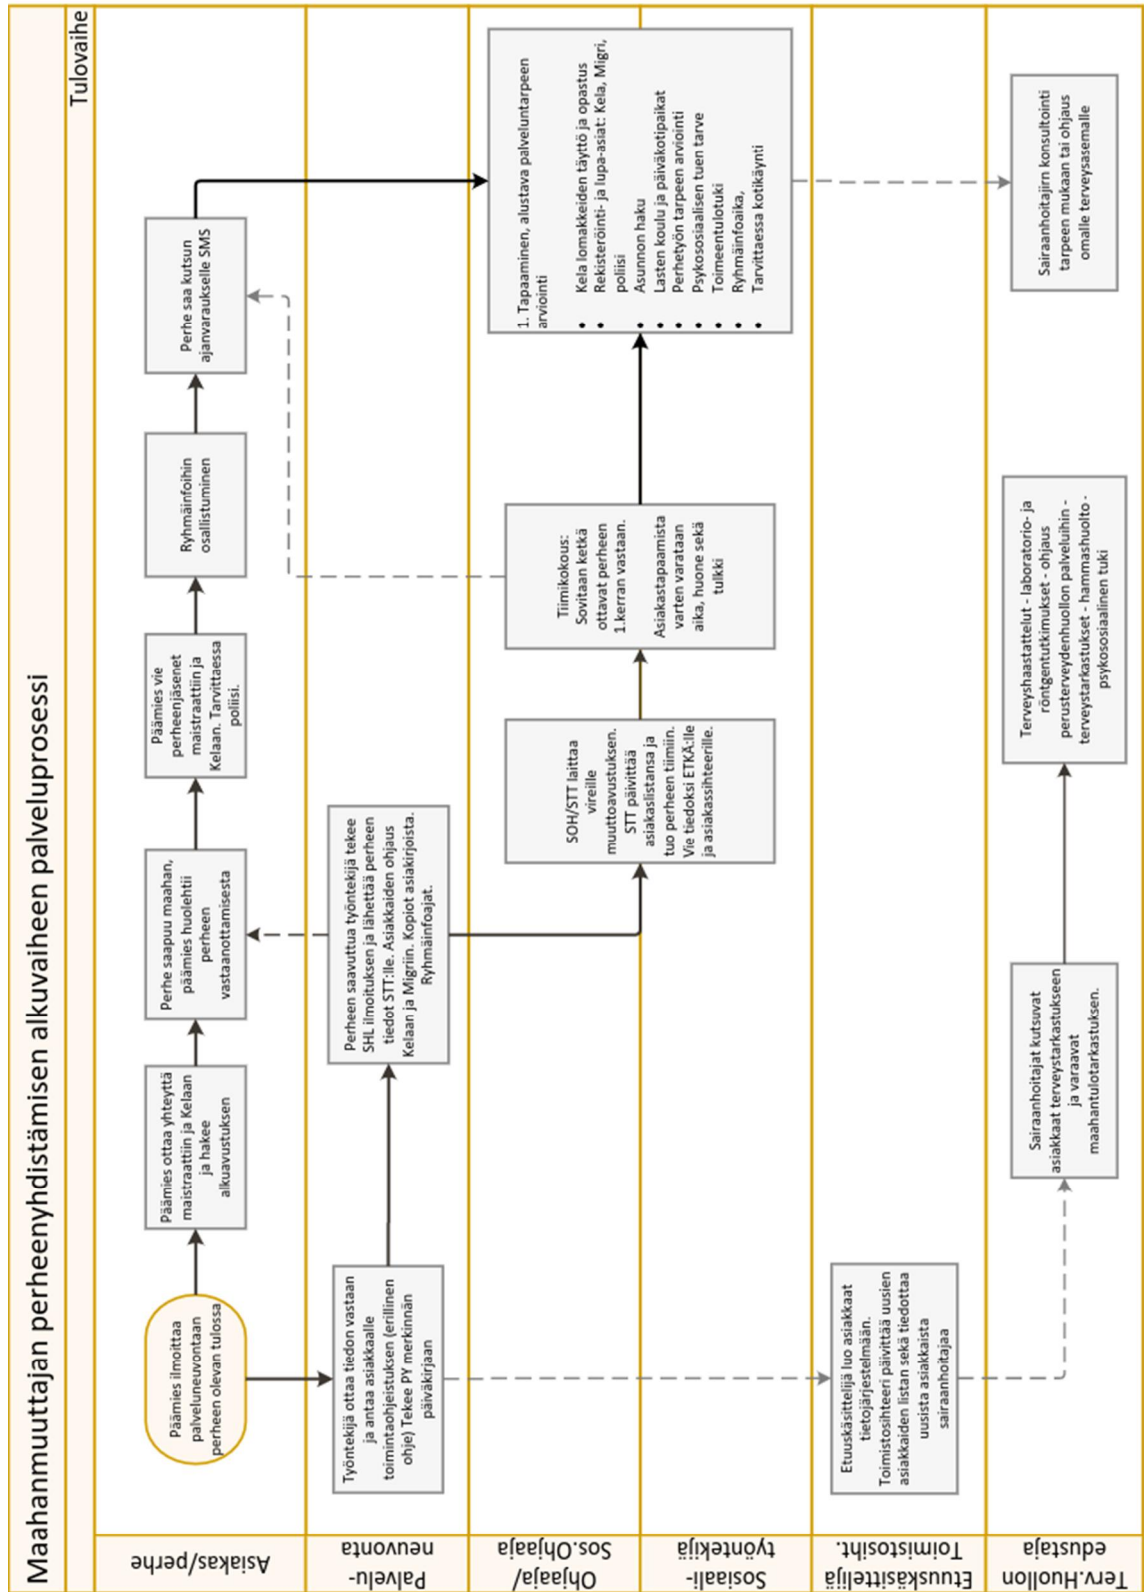 Maahanmuuttajan perheenyhdistämisen alkuvaiheen palveluprosessi
Tulovaihe
Asiakas/perhe
Päämies ilmoittaa
palveluneuvontaan
perheen olevan tulossa
Päämies ottaa yhteyttä
maistraattiin ja Kelaan
ja hakee
alkuavustuksen
Perhe saapuu maahan,
päämies huolehtii
perheen
vastaanottamisesta
Päämies vie
perheenjäsenet
maistraattiin ja
Kelaan. Tarvittaessa
poliisi.
Ryhmäinfoihin
osallistuminen
Perhe saa kutsun
ajanvaraukselle SMS
Palvelu-
neuvonta
Työntekijä ottaa tiedon vastaan
ja antaa asiakkaalle
toimintaohjeistuksen (erillinen
ohje) Tekee PY merkinnän
päiväkirjaan
Perheen saavuttua työntekijä tekee
SHL ilmoituksen ja lähettää perheen
tiedot STT:lle. Asiakkaiden ohjaus
Kelaan ja Migriin. Kopiot asiakirjoista.
Ryhmäinfoajat.
Ohjaaja/
Sos.Ohjaaja
Sosiaali-
työntekijä
SOH/STT laittaa
vireille
muuttoavustuksen.
STT päivittää
asiakaslistansa ja
tuo perheen tiimiin.
Vie tiedoksi ETKÄ:lle
ja asiakassihteerille.
Tiimikokous:
Sovitaan ketkä
ottavat perheen
1.kerran vastaan.
Asiakastapaamista
varten varataan
aika, huone sekä
tulkki
1. Tapaaminen, alustava palveluntarpeen
arviointi
• Kela lomakkeiden täyttö ja opastus
• Rekisteröinti- ja lupa-asiat: Kela, Migri,
poliisi
• Asunnon haku
• Lasten koulu ja päiväkotipaikat
• Perhetyön tarpeen arviointi
• Psykososiaalisen tuen tarve
• Toimeentulotuki
• Ryhmäinfoaika,
• Tarvittaessa kotikäynti
Etuuskäsittelijä
Toimistosiht.
Etuuskäsittelijä luo asiakkaat
tietojärjestelmään.
Toimistosihteeri päivittää uusien
asiakkaiden listan sekä tiedottaa
uusista asiakkaista
sairaanhoitajaa
Terv.Huollon
edustaja
Sairaanhoitajat kutsuvat
asiakkaat terveystarkastukseen
ja varaavat
maahantulotarkastuksen.
Terveyshaastattelut - laboratorio- ja
röntgentutkimukset - ohjaus
perusterveydenhuollon palveluihin -
terveystarkastukset - hammashuolto -
psykososiaalinen tuki
Sairaanhoitajirn konsultointi
tarpeen mukaan tai ohjaus
omalle terveysasemalle